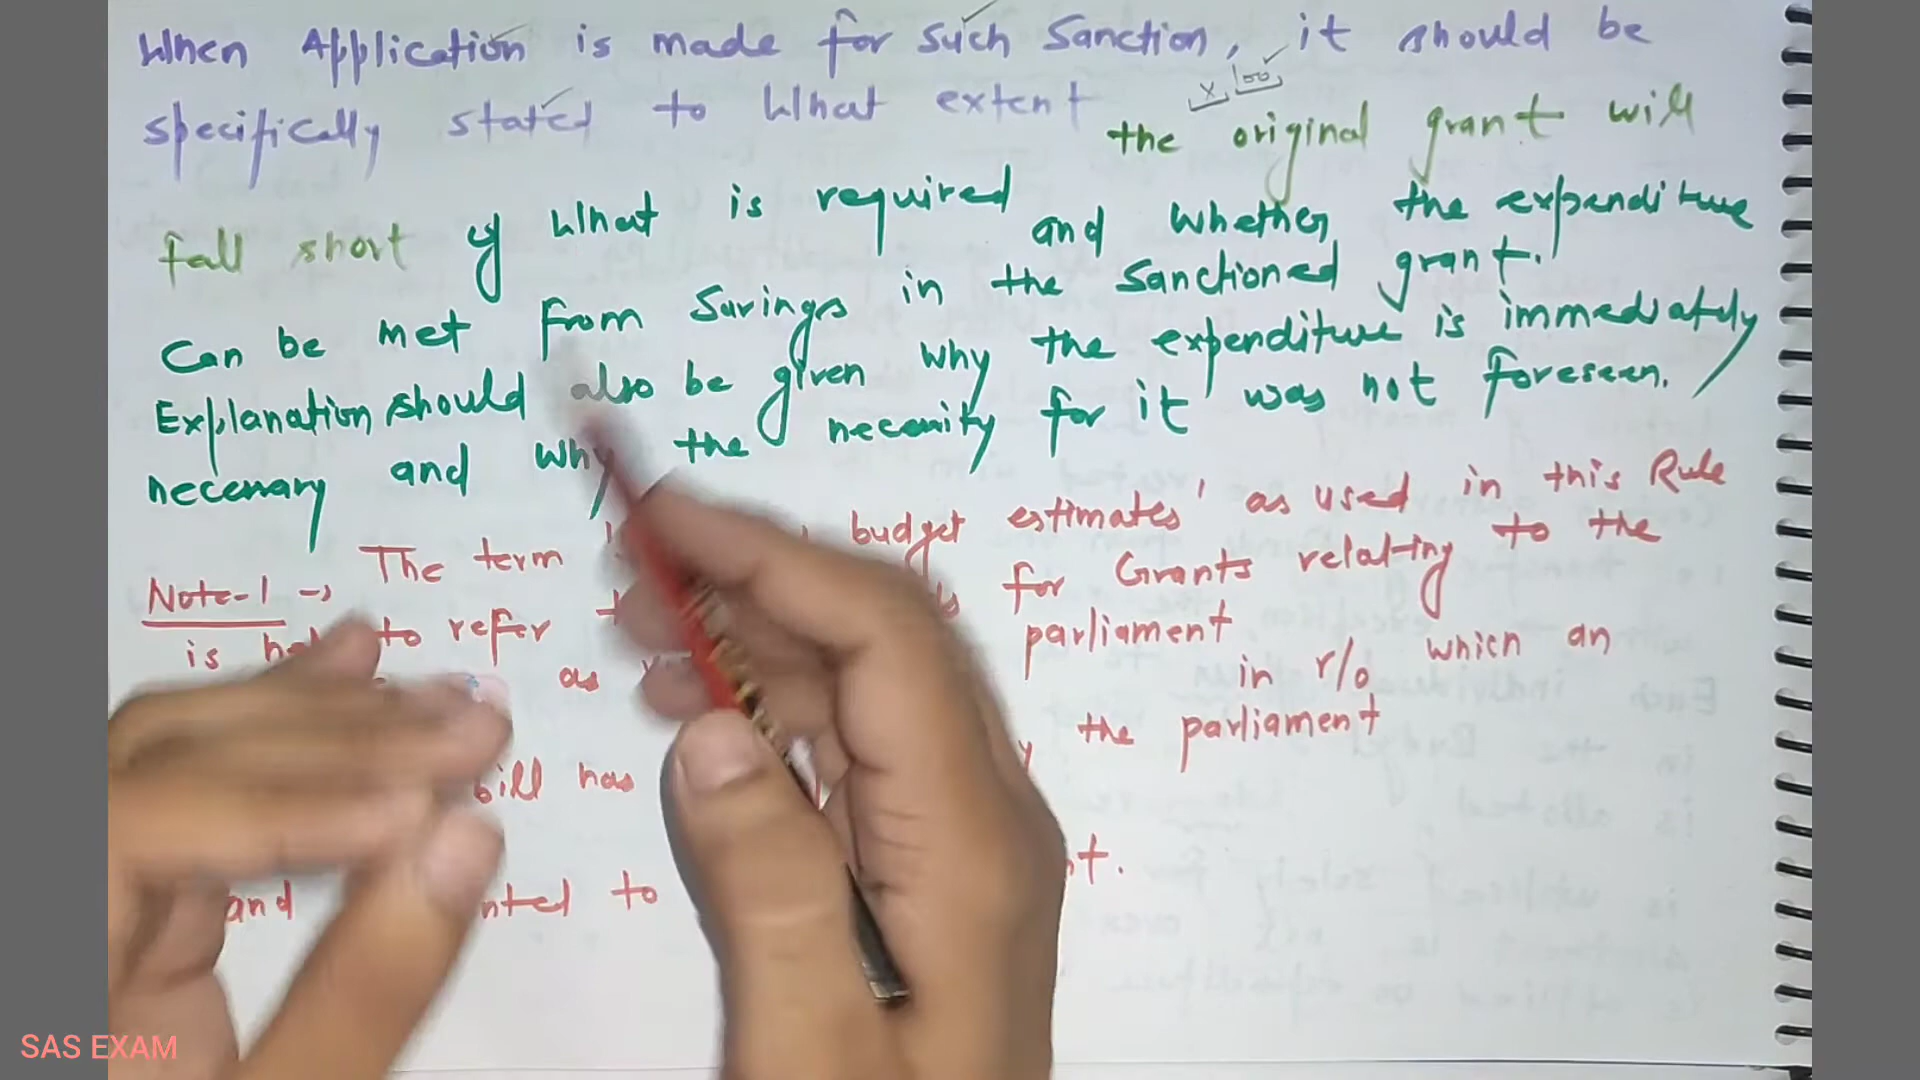 When Application is made for such Sanction, it should be
x 100
specifically stated to what extent the original grant will
fall short of what is required and whether the expenditure
Can be met from Savings in the Sanctioned grant.
Explanation should also be given why the expenditure is immediately
necessary and why the necessity for it was not foreseen.
Note-1 → The term budget estimates' as used in this Rule
is to refer for Grants relating to the
as parliament
in r/o which an
bill has the parliament
and to
SAS EXAM